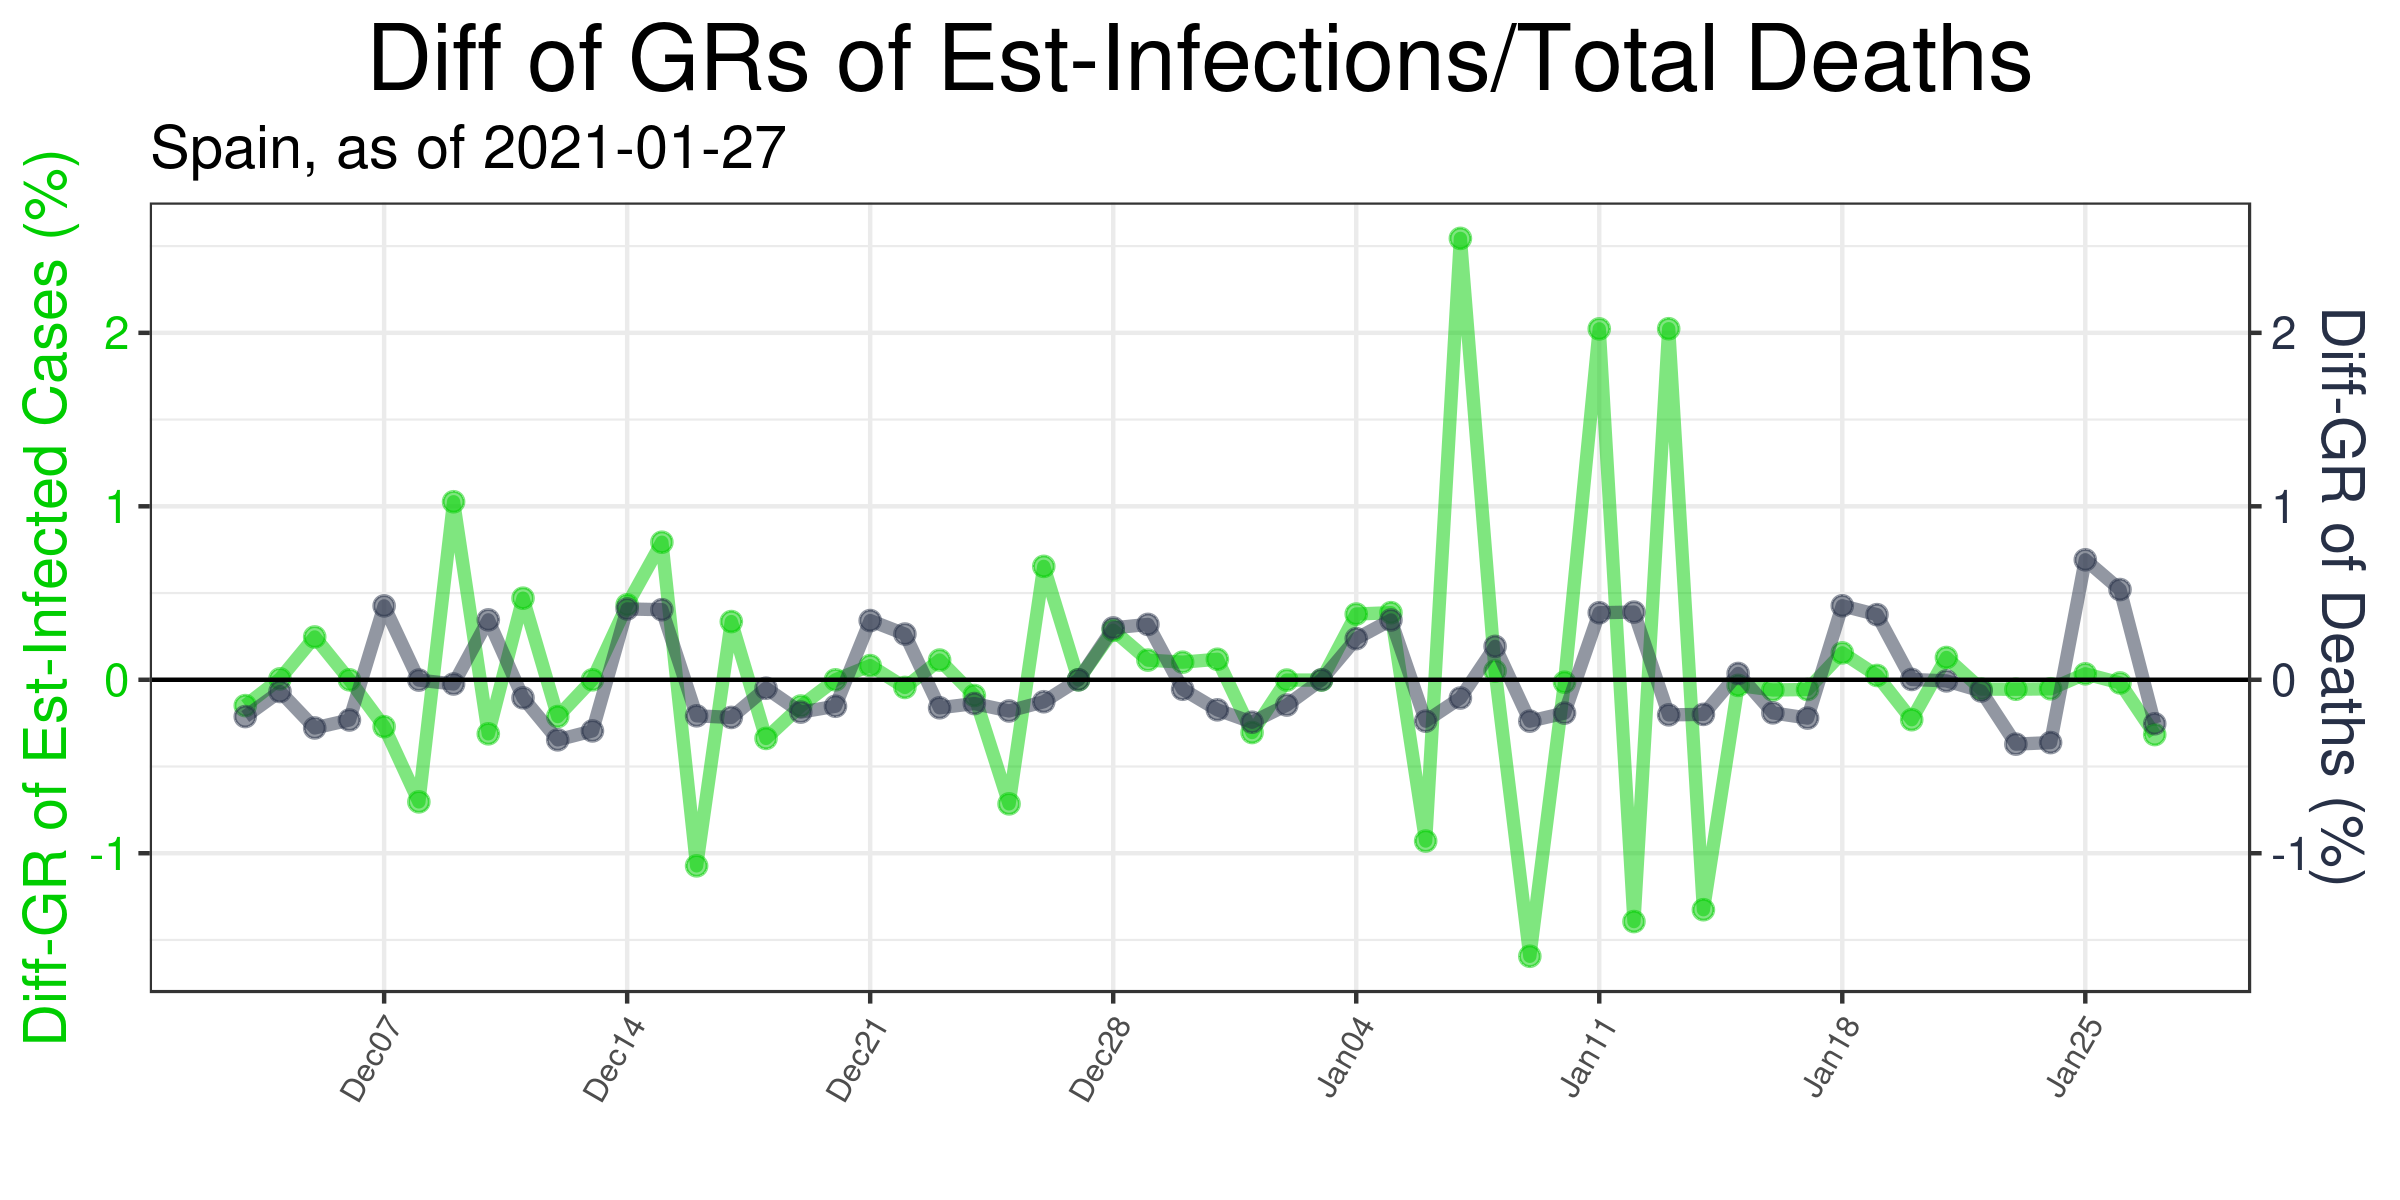 Diff of GRs of Est-Infections/Total Deaths
Spain, as of 2021-01-27
Diff-GR of Est-Infected Cases (%)
2
1
0
-1
2
1
0
-1
Diff-GR of Deaths (%)
Dec07
Dec14
Dec21
Dec28
Jan04
Jan11
Jan18
Jan25